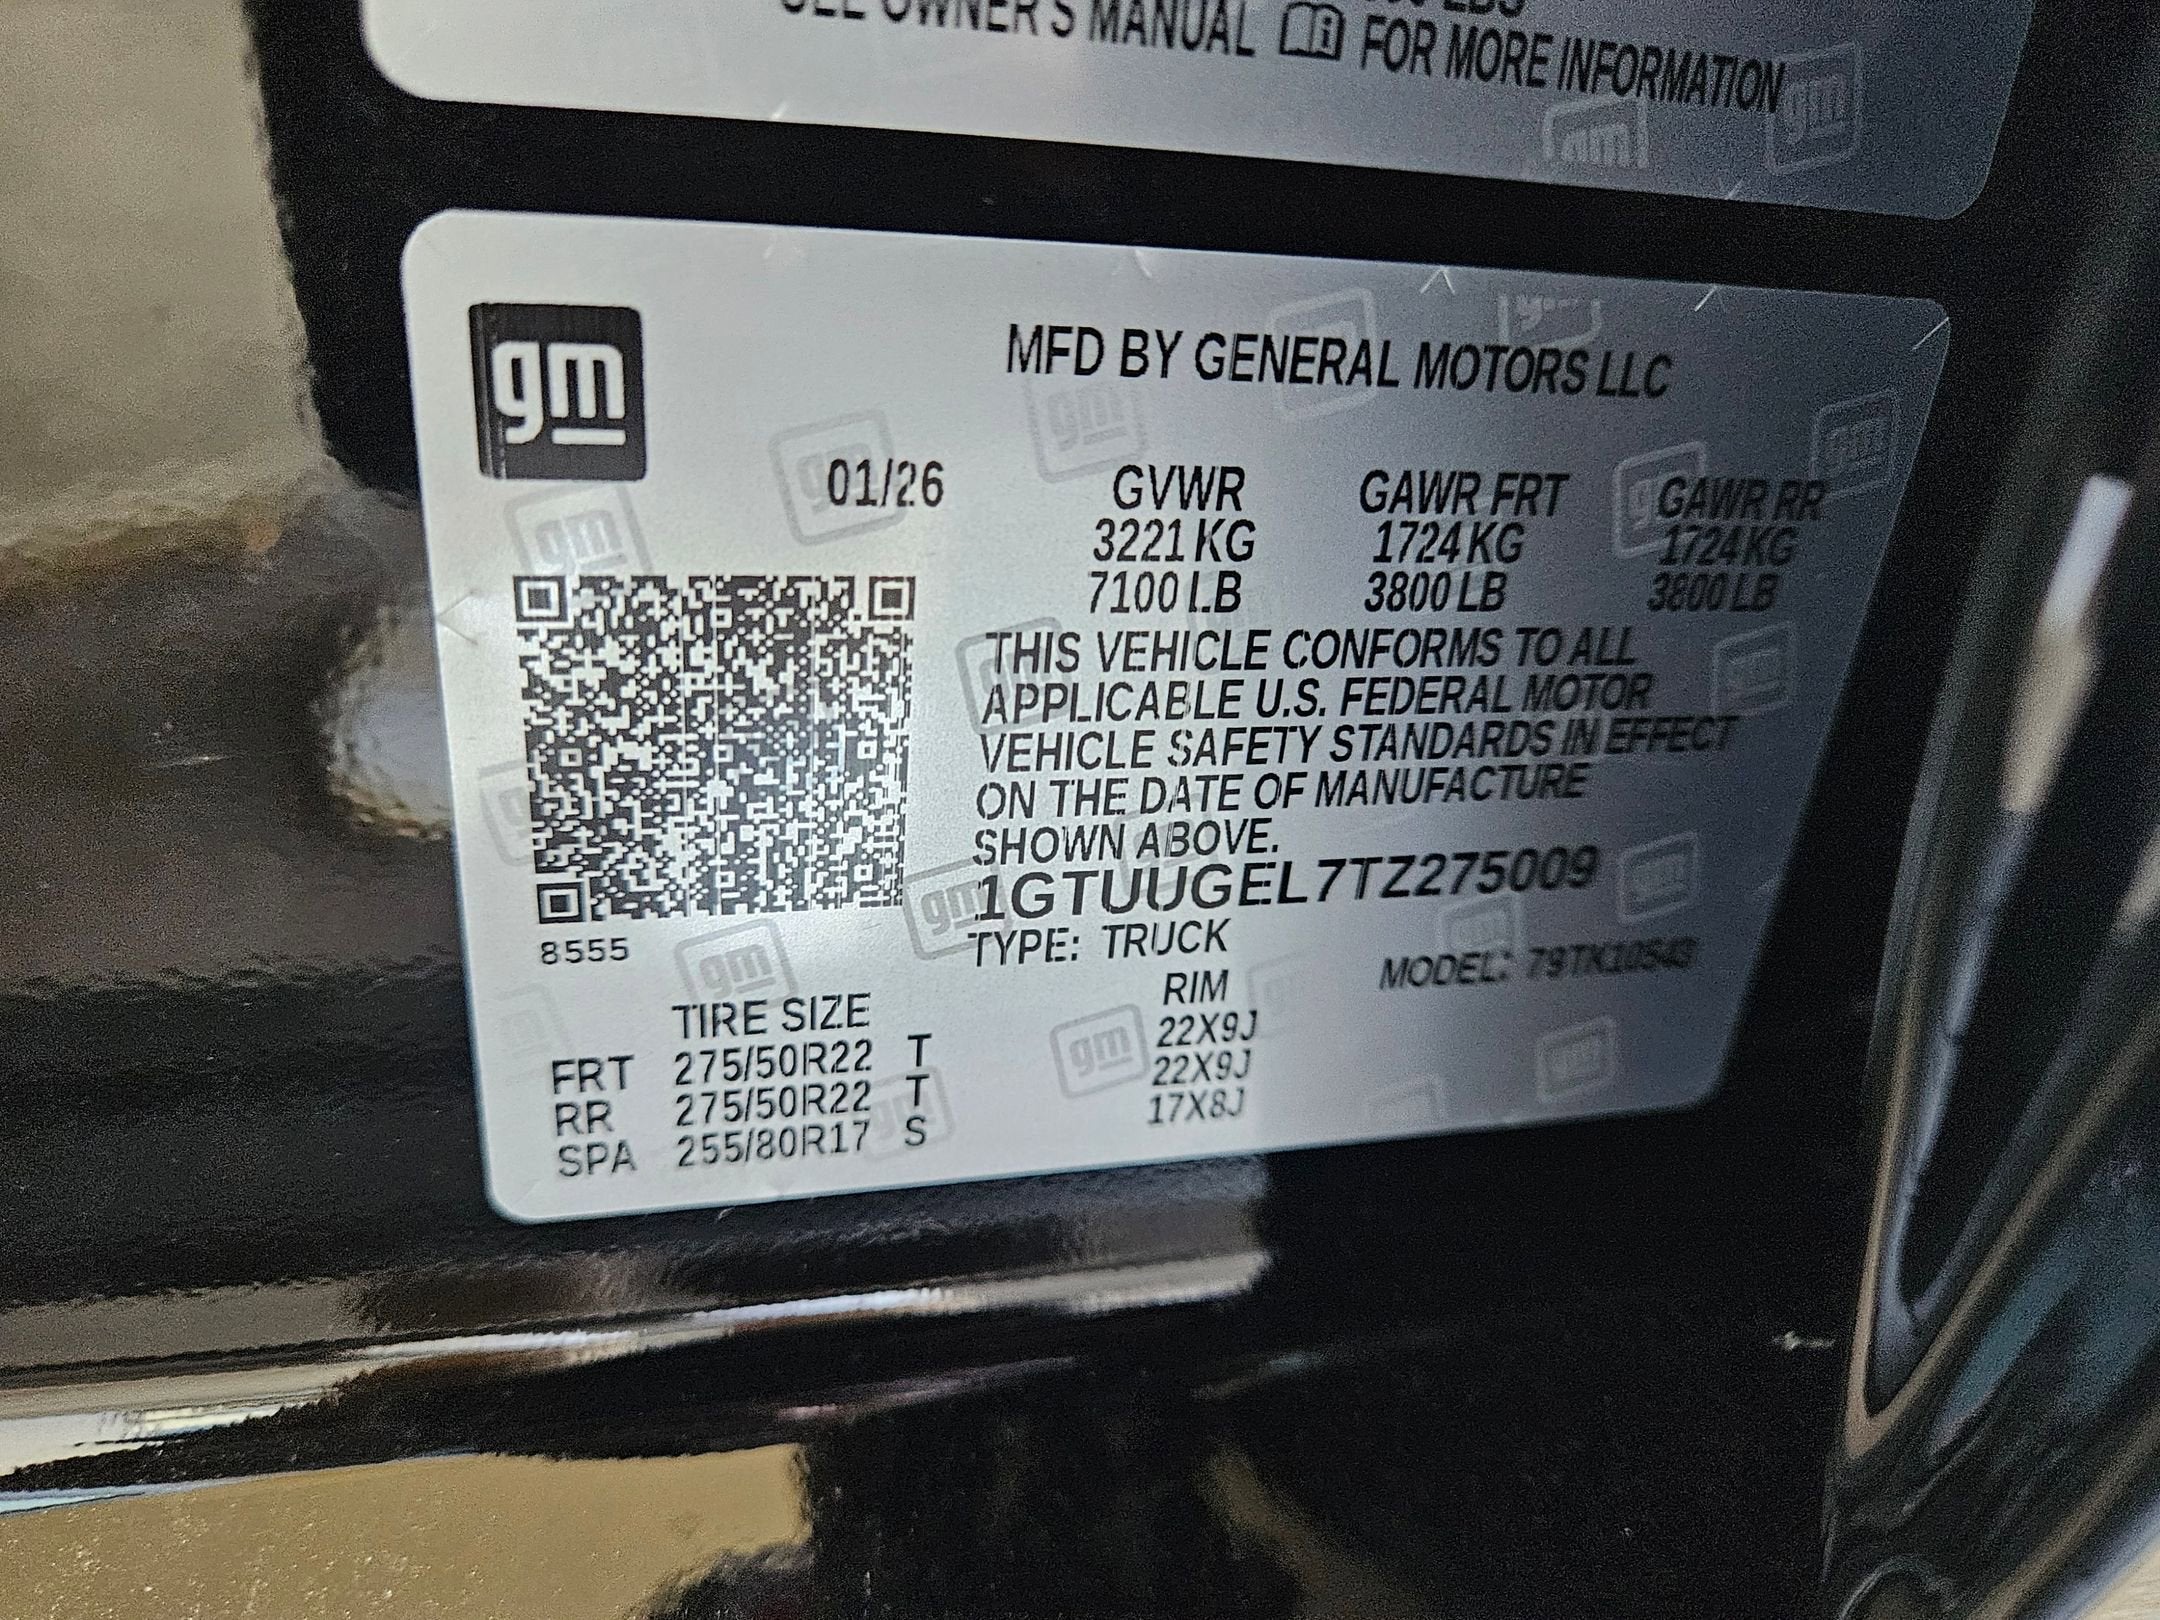 SEE OWNER'S MANUAL FOR MORE INFORMATION
gm
MFD BY GENERAL MOTORS LLC
01/26 GVWR GAWR FRT GAWR RR
3221 KG 1724 KG 1724 KG
7100 LB 3800 LB 3800 LB
THIS VEHICLE CONFORMS TO ALL
APPLICABLE U.S. FEDERAL MOTOR
VEHICLE SAFETY STANDARDS IN EFFECT
ON THE DATE OF MANUFACTURE
SHOWN ABOVE.
1GTUUGEL7TZ275009
8555
TYPE: TRUCK MODEL: 79TK10543
TIRE SIZE RIM
FRT 275/50R22 T 22X9J
RR 275/50R22 T 22X9J
SPA 255/80R17 S 17X8J